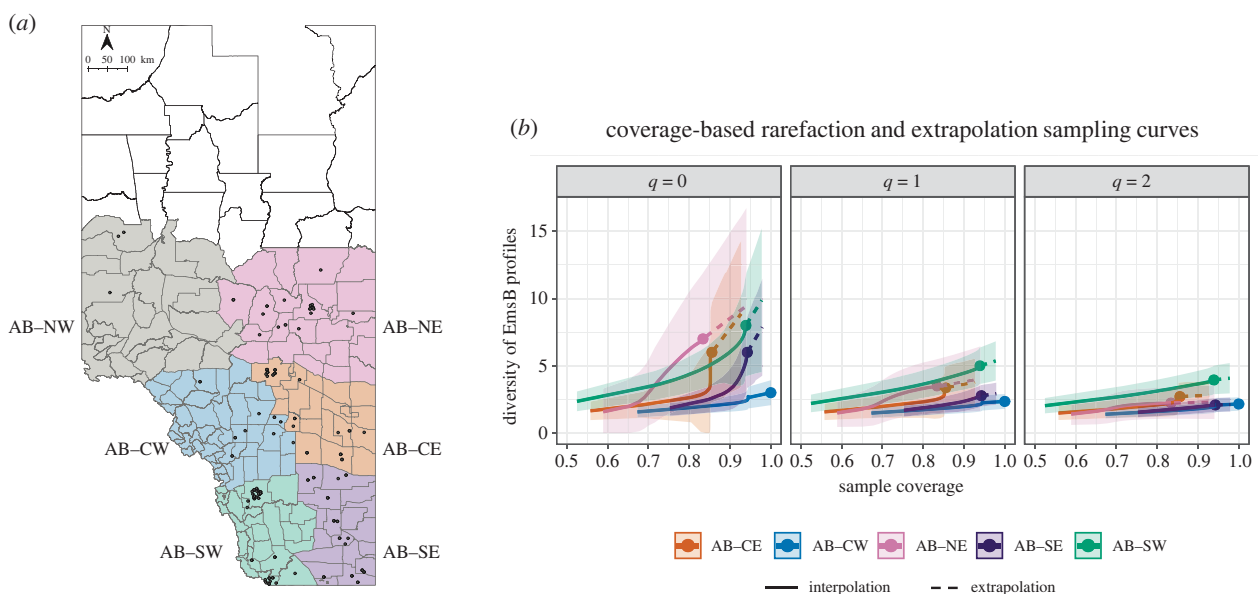 (a)
N
0 50 100 km
AB–NW
AB–NE
AB–CW
AB–CE
AB–SW
AB–SE
(b)
coverage-based rarefaction and extrapolation sampling curves
q = 0
q = 1
q = 2
diversity of EmsB profiles
15
10
5
0
0.5 0.6 0.7 0.8 0.9 1.0
0.5 0.6 0.7 0.8 0.9 1.0
0.5 0.6 0.7 0.8 0.9 1.0
sample coverage
AB–CE AB–CW AB–NE AB–SE AB–SW
interpolation extrapolation